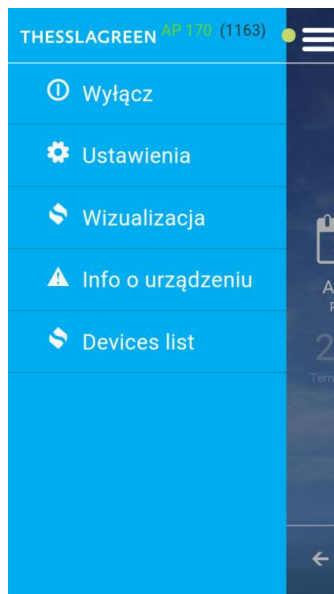 THESSLAGREEN AP 170 (1163)
Wyłącz
Ustawienia
Wizualizacja
Info o urządzeniu
Devices list